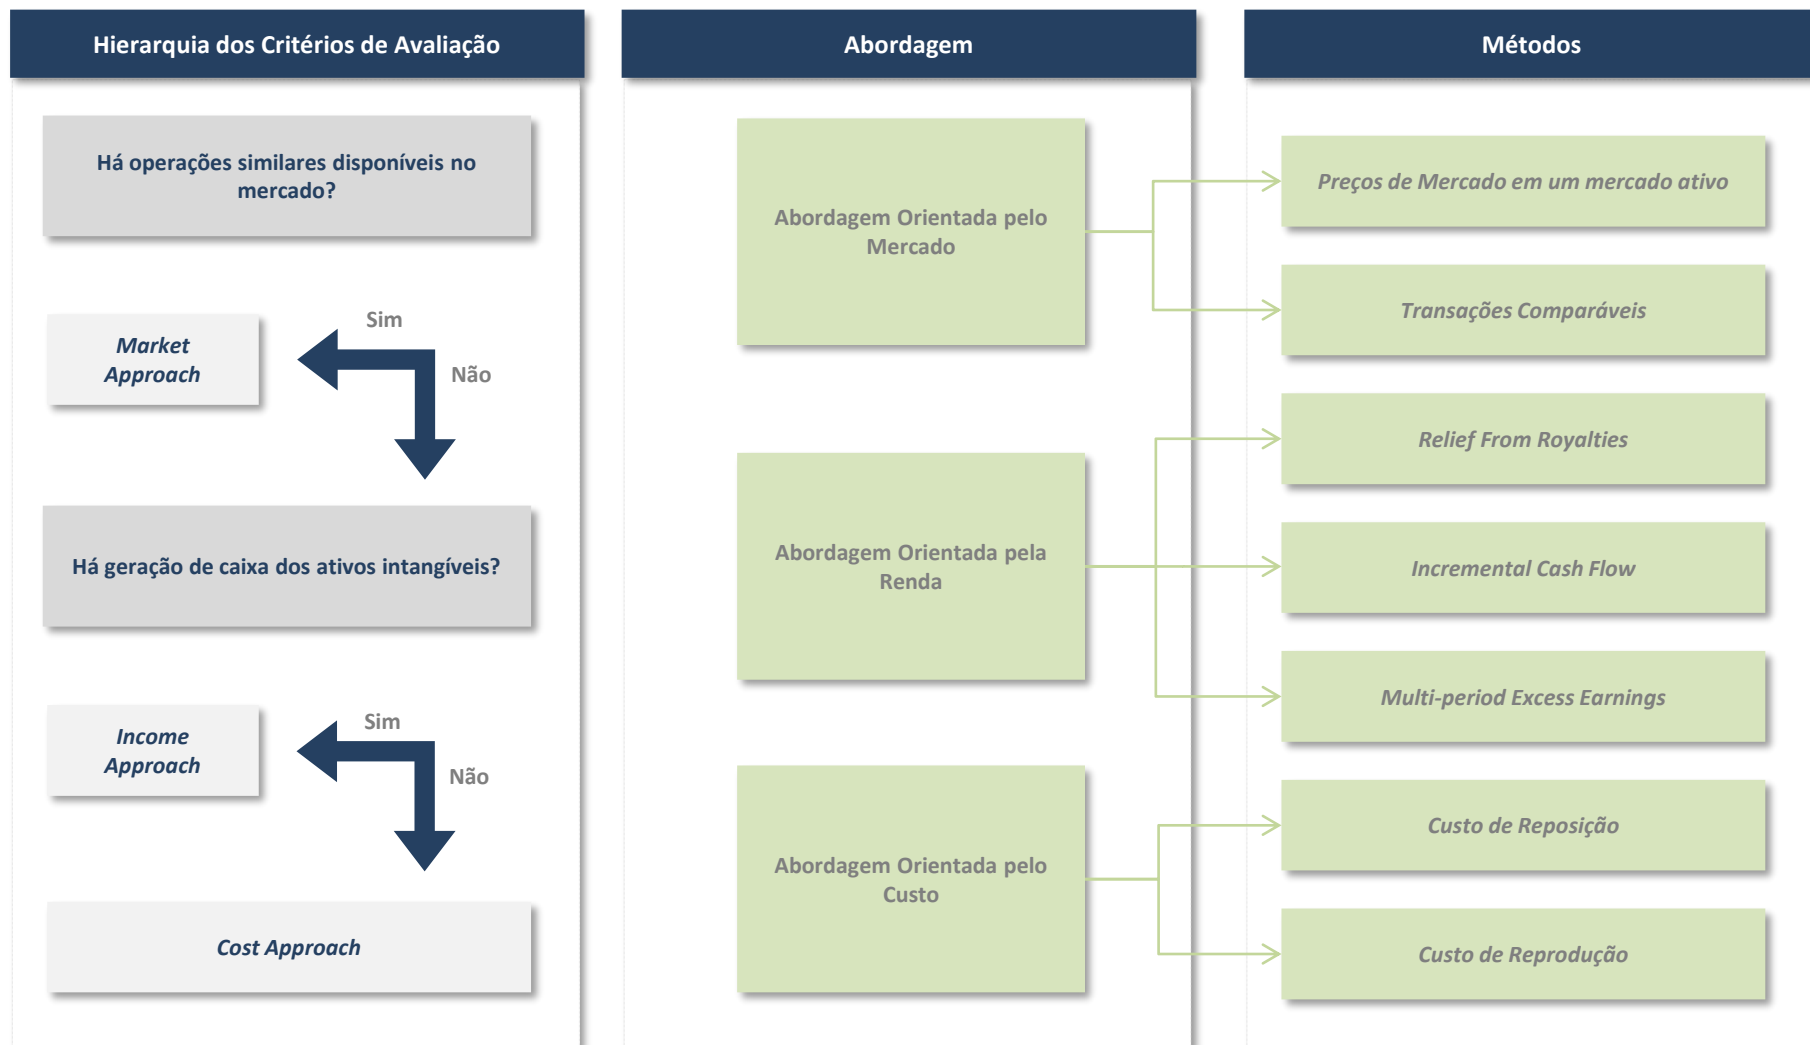 Hierarquia dos Critérios de Avaliação
Há operações similares disponíveis no
mercado?
Sim
Market
Approach
Não
Há geração de caixa dos ativos intangíveis?
Sim
Income
Approach
Não
Cost Approach
Abordagem
Abordagem Orientada pelo
Mercado
Abordagem Orientada pela
Renda
Abordagem Orientada pelo
Custo
Métodos
Preços de Mercado em um mercado ativo
Transações Comparáveis
Relief From Royalties
Incremental Cash Flow
Multi-period Excess Earnings
Custo de Reposição
Custo de Reprodução